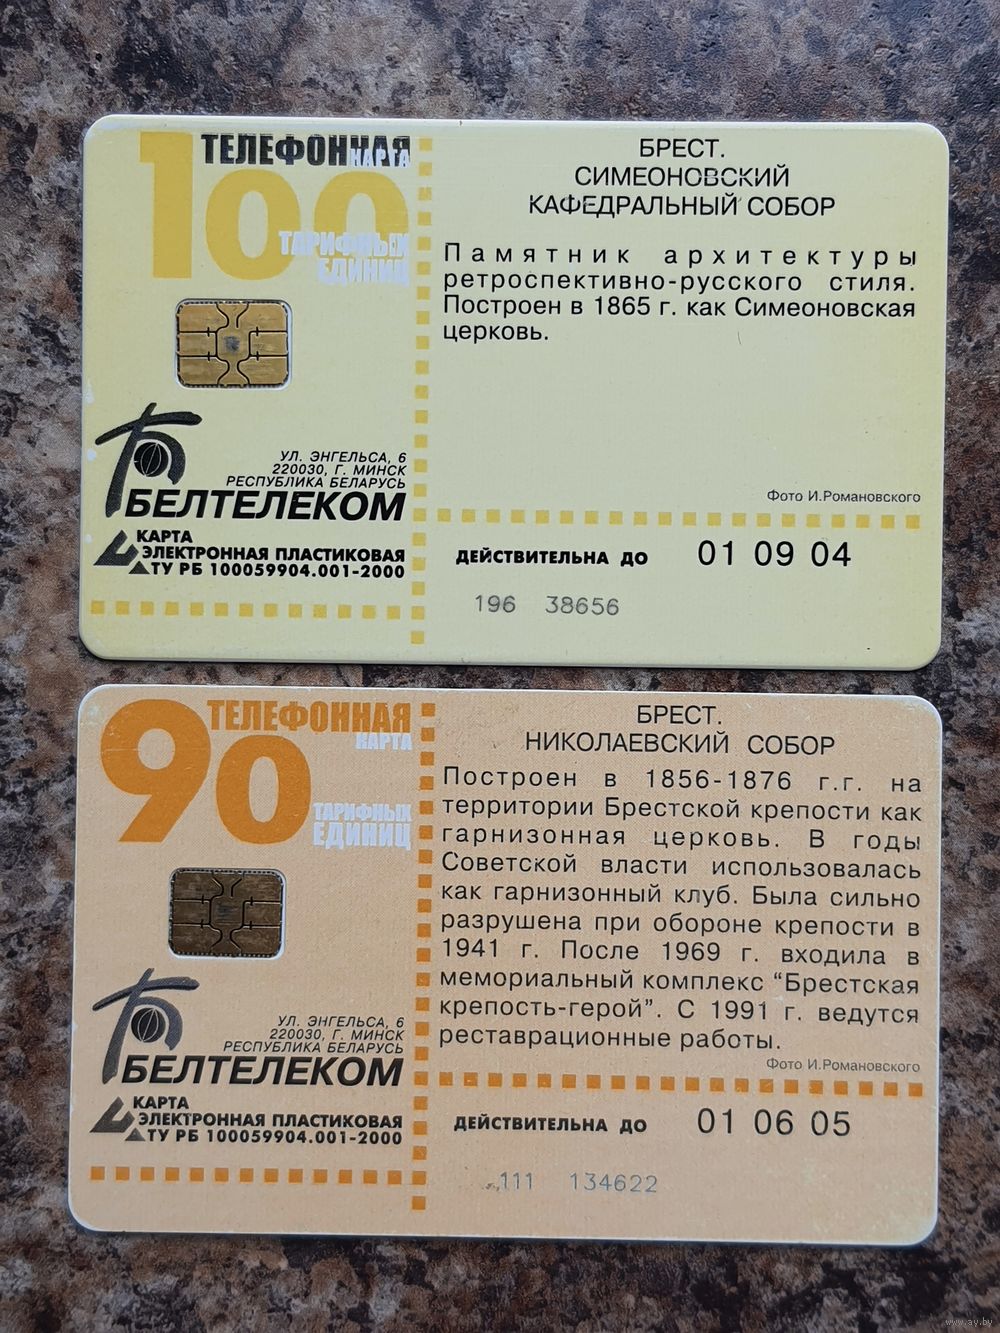 100
ТЕЛЕФОННАЯ
КАРТА
ТАРИФНЫХ
ЕДИНИЦ
УЛ. ЭНГЕЛЬСА, 6
220030, Г. МИНСК
РЕСПУБЛИКА БЕЛАРУСЬ
БЕЛТЕЛЕКОМ
КАРТА
ЭЛЕКТРОННАЯ ПЛАСТИКОВАЯ
ТУ РБ 100059904.001-2000
БРЕСТ.
СИМЕОНОВСКИЙ
КАФЕДРАЛЬНЫЙ СОБОР
Памятник архитектуры
ретроспективно-русского стиля.
Построен в 1865 г. как Симеоновская
церковь.
Фото И.Романовского
ДЕЙСТВИТЕЛЬНА ДО 01 09 04
196 38656
90
ТЕЛЕФОННАЯ
КАРТА
ТАРИФНЫХ
ЕДИНИЦ
УЛ. ЭНГЕЛЬСА, 6
220030, Г. МИНСК
РЕСПУБЛИКА БЕЛАРУСЬ
БЕЛТЕЛЕКОМ
КАРТА
ЭЛЕКТРОННАЯ ПЛАСТИКОВАЯ
ТУ РБ 100059904.001-2000
БРЕСТ.
НИКОЛАЕВСКИЙ СОБОР
Построен в 1856-1876 г.г. на
территории Брестской крепости как
гарнизонная церковь. В годы
Советской власти использовалась
как гарнизонный клуб. Была сильно
разрушена при обороне крепости в
1941 г. После 1969 г. входила в
мемориальный комплекс “Брестская
крепость-герой”. С 1991 г. ведутся
реставрационные работы.
Фото И.Романовского
ДЕЙСТВИТЕЛЬНА ДО 01 06 05
111 134622
www.ay.by